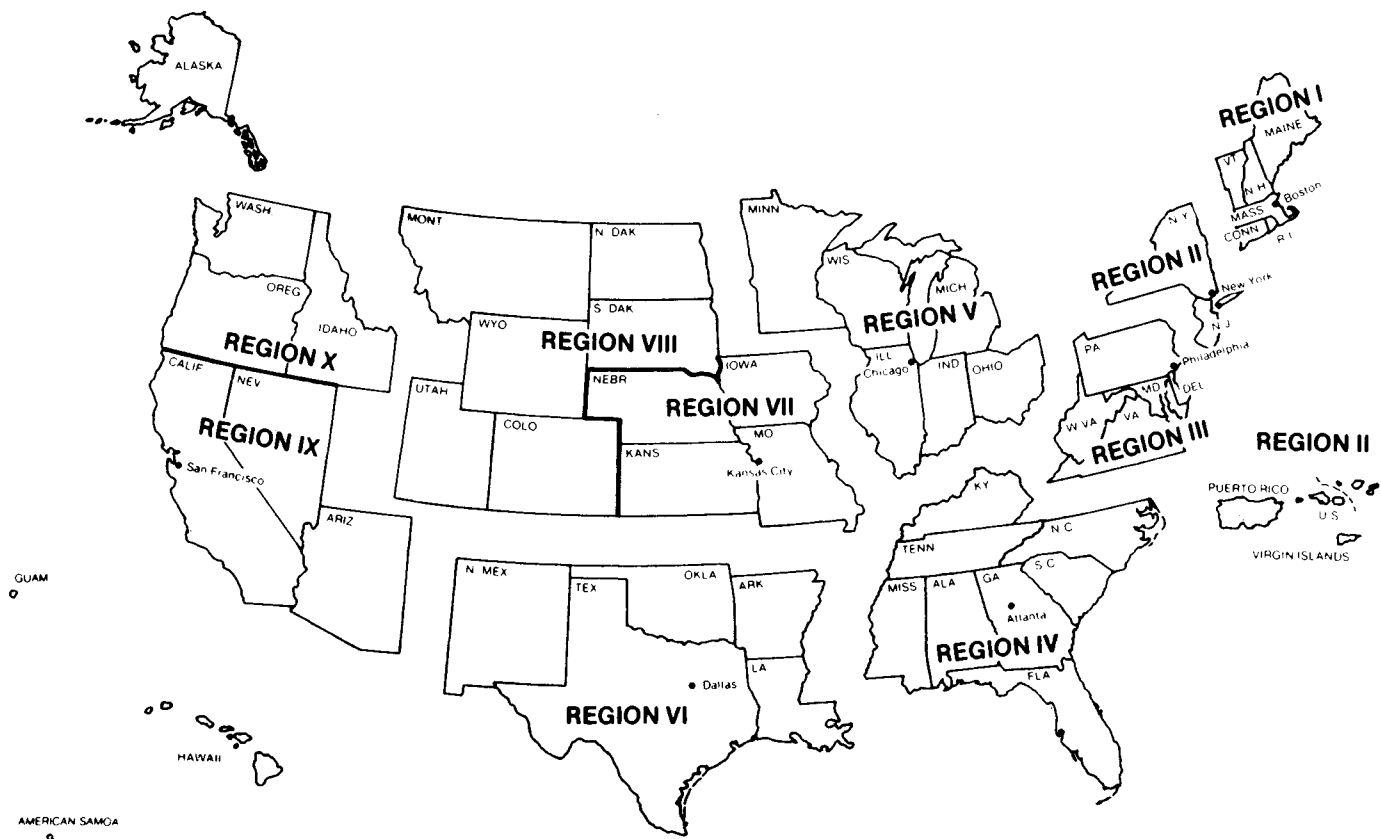 ALASKA
REGION I
MAINE
VT
N H
Boston
MASS
CONN
R I
WASH
MONT
N DAK
MINN
N Y
WIS
REGION II
MICH
New York
OREG
S DAK
REGION V
N J
IDAHO
WYO
REGION VIII
REGION X
PA
CALIF
NEV
UTAH
NEBR
IOWA
ILL
Chicago
IND
OHIO
Philadelphia
MD
DEL
REGION VII
W VA
VA
REGION IX
COLO
MO
REGION III
REGION II
KANS
San Francisco
Kansas City
KY
PUERTO RICO
U S
ARIZ
N C
TENN
VIRGIN ISLANDS
GUAM
N MEX
TEX
OKLA
ARK
MISS
ALA
GA
S C
Atlanta
REGION IV
LA
FLA
Dallas
REGION VI
HAWAII
AMERICAN SAMOA